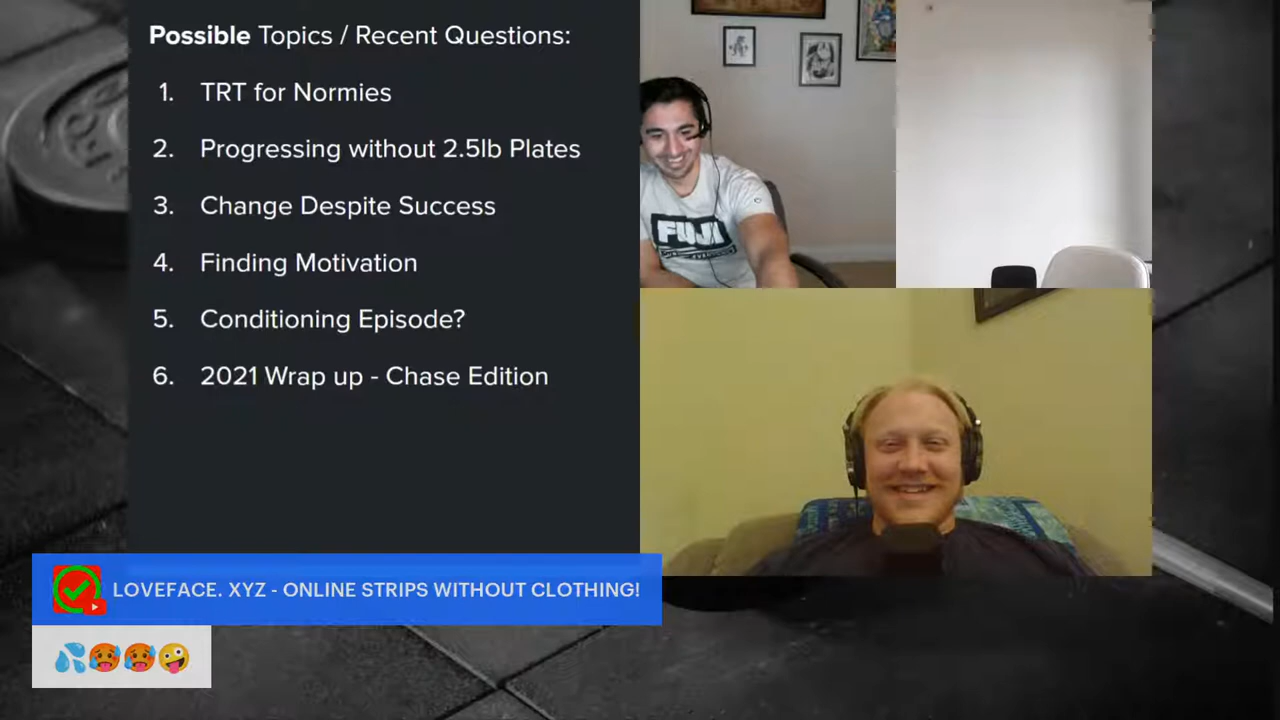 Possible Topics / Recent Questions:
1. TRT for Normies
2. Progressing without 2.5lb Plates
3. Change Despite Success
4. Finding Motivation
5. Conditioning Episode?
6. 2021 Wrap up - Chase Edition
FUJI
LOVEFACE. XYZ - ONLINE STRIPS WITHOUT CLOTHING!
💦🥵🥵🤪